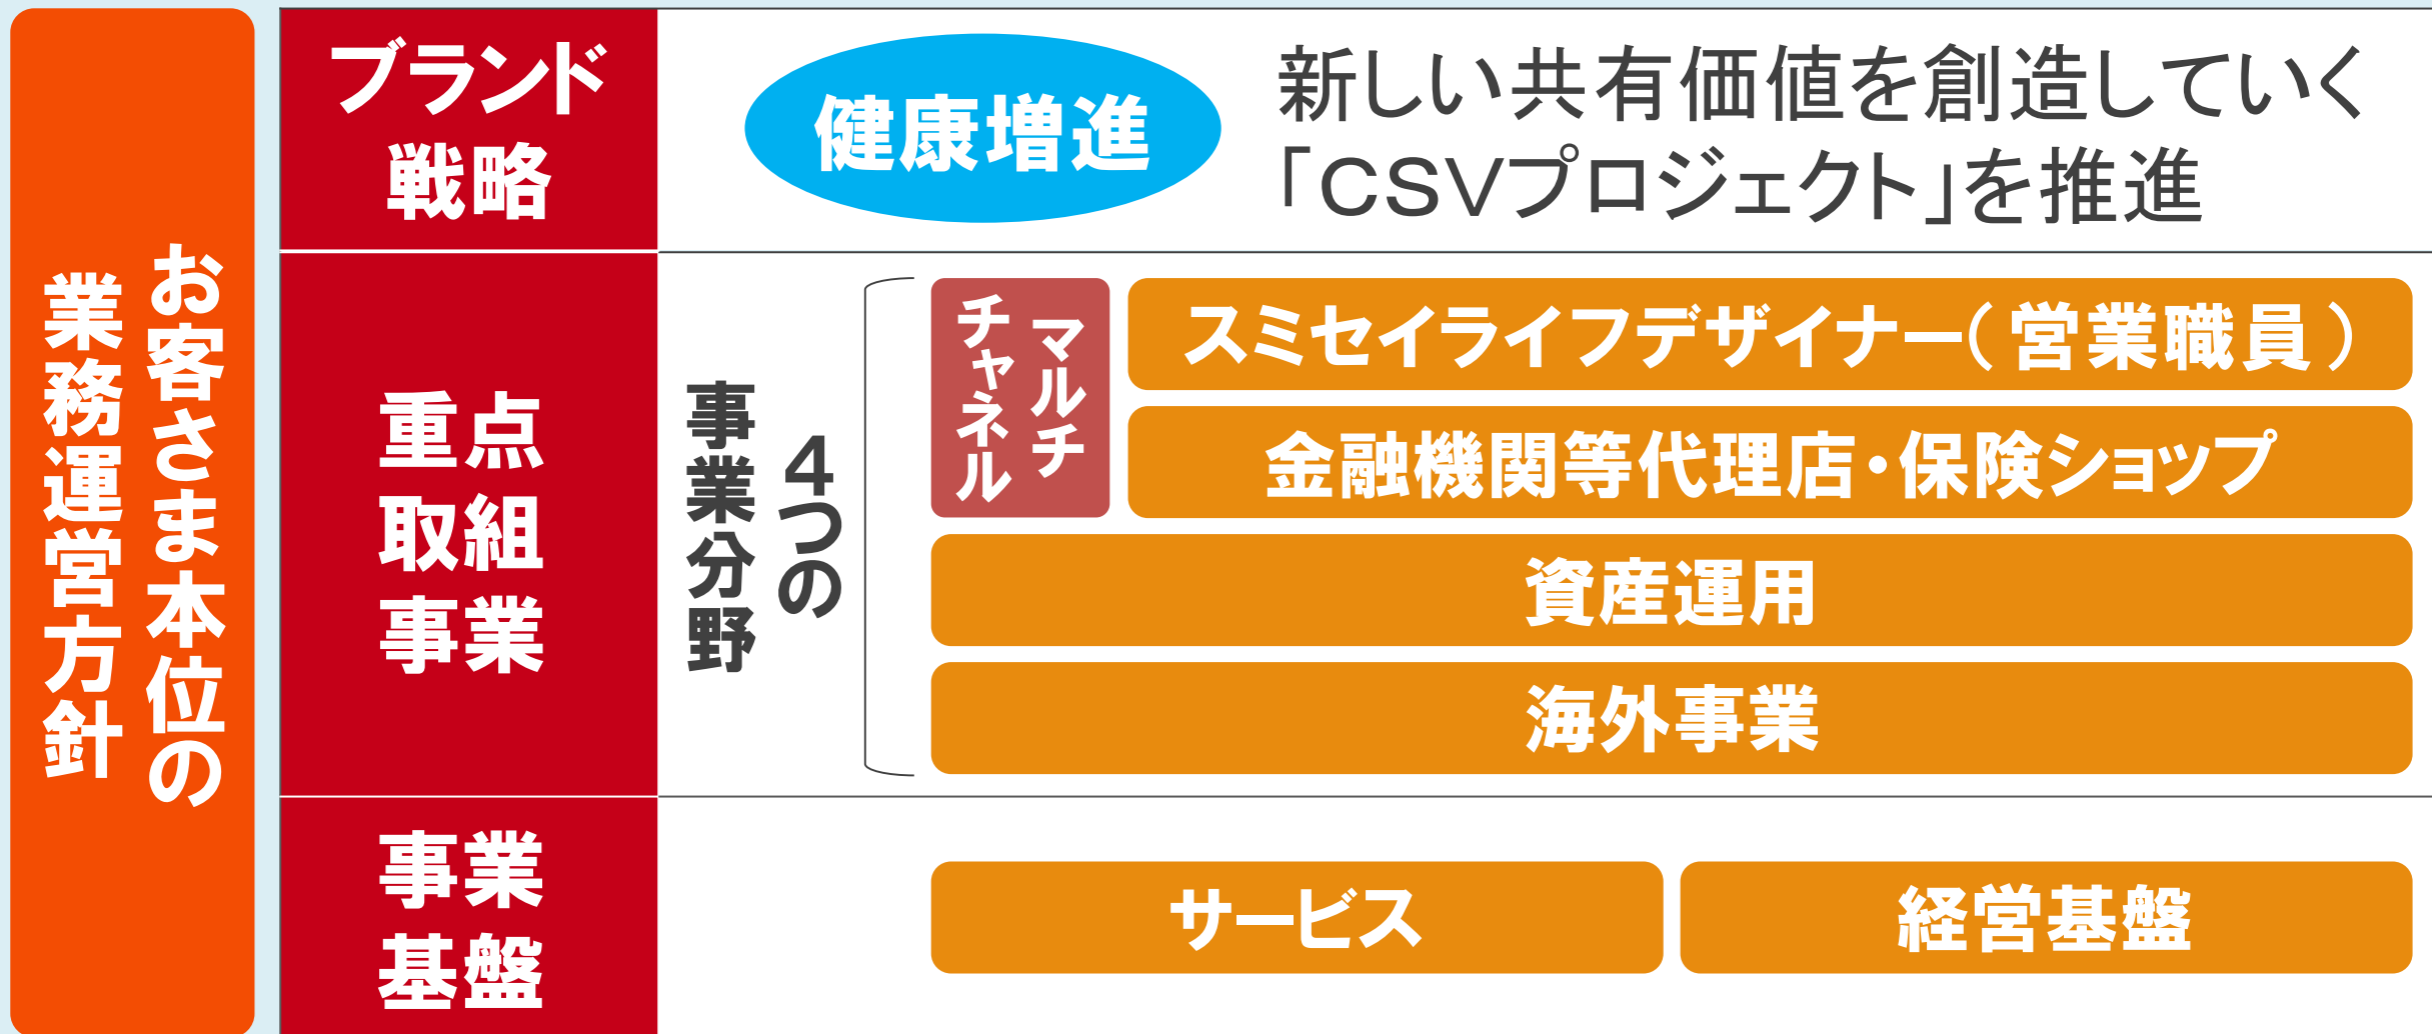 お客さま本位の
業務運営方針
ブランド
戦略
健康増進
新しい共有価値を創造していく
「CSVプロジェクト」を推進
重点
取組
事業
4つの
事業分野
マルチ
チャネル
スミセイライフデザイナー(営業職員)
金融機関等代理店・保険ショップ
資産運用
海外事業
事業
基盤
サービス
経営基盤